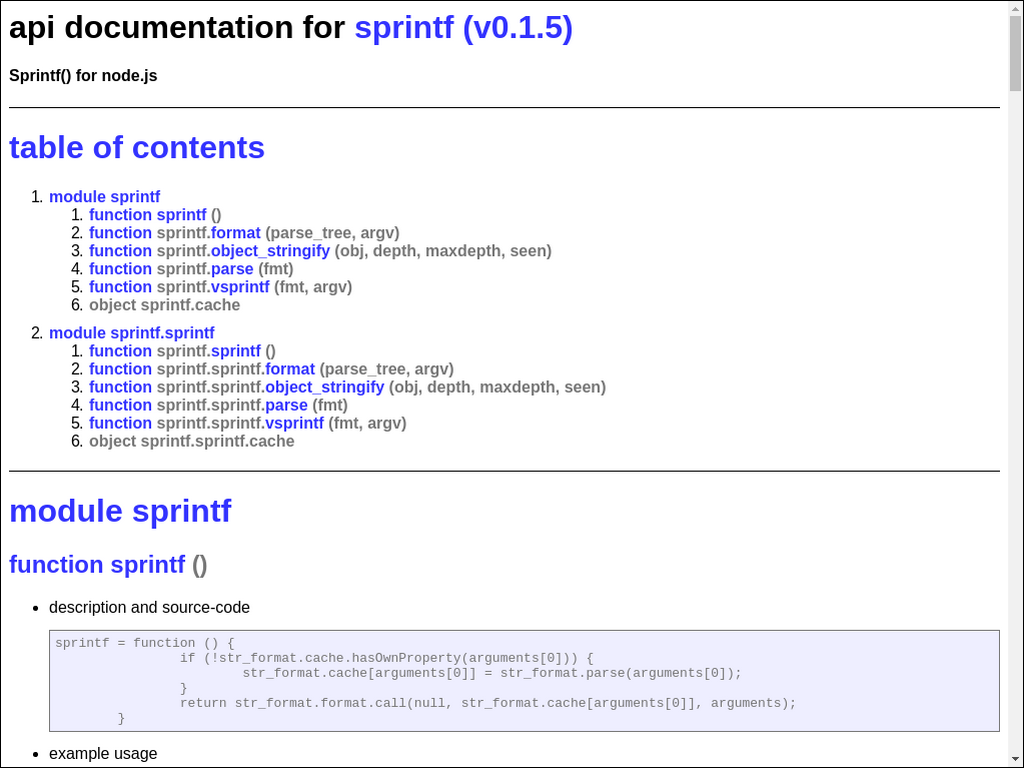 api documentation for sprintf (v0.1.5)
Sprintf() for node.js
table of contents
1. module sprintf
1. function sprintf ()
2. function sprintf.format (parse_tree, argv)
3. function sprintf.object_stringify (obj, depth, maxdepth, seen)
4. function sprintf.parse (fmt)
5. function sprintf.vsprintf (fmt, argv)
6. object sprintf.cache
2. module sprintf.sprintf
1. function sprintf.sprintf ()
2. function sprintf.sprintf.format (parse_tree, argv)
3. function sprintf.sprintf.object_stringify (obj, depth, maxdepth, seen)
4. function sprintf.sprintf.parse (fmt)
5. function sprintf.sprintf.vsprintf (fmt, argv)
6. object sprintf.sprintf.cache
module sprintf
function sprintf ()
• description and source-code
sprintf = function () {
                if (!str_format.cache.hasOwnProperty(arguments[0])) {
                        str_format.cache[arguments[0]] = str_format.parse(arguments[0]);
                }
                return str_format.format.call(null, str_format.cache[arguments[0]], arguments);
        }
• example usage